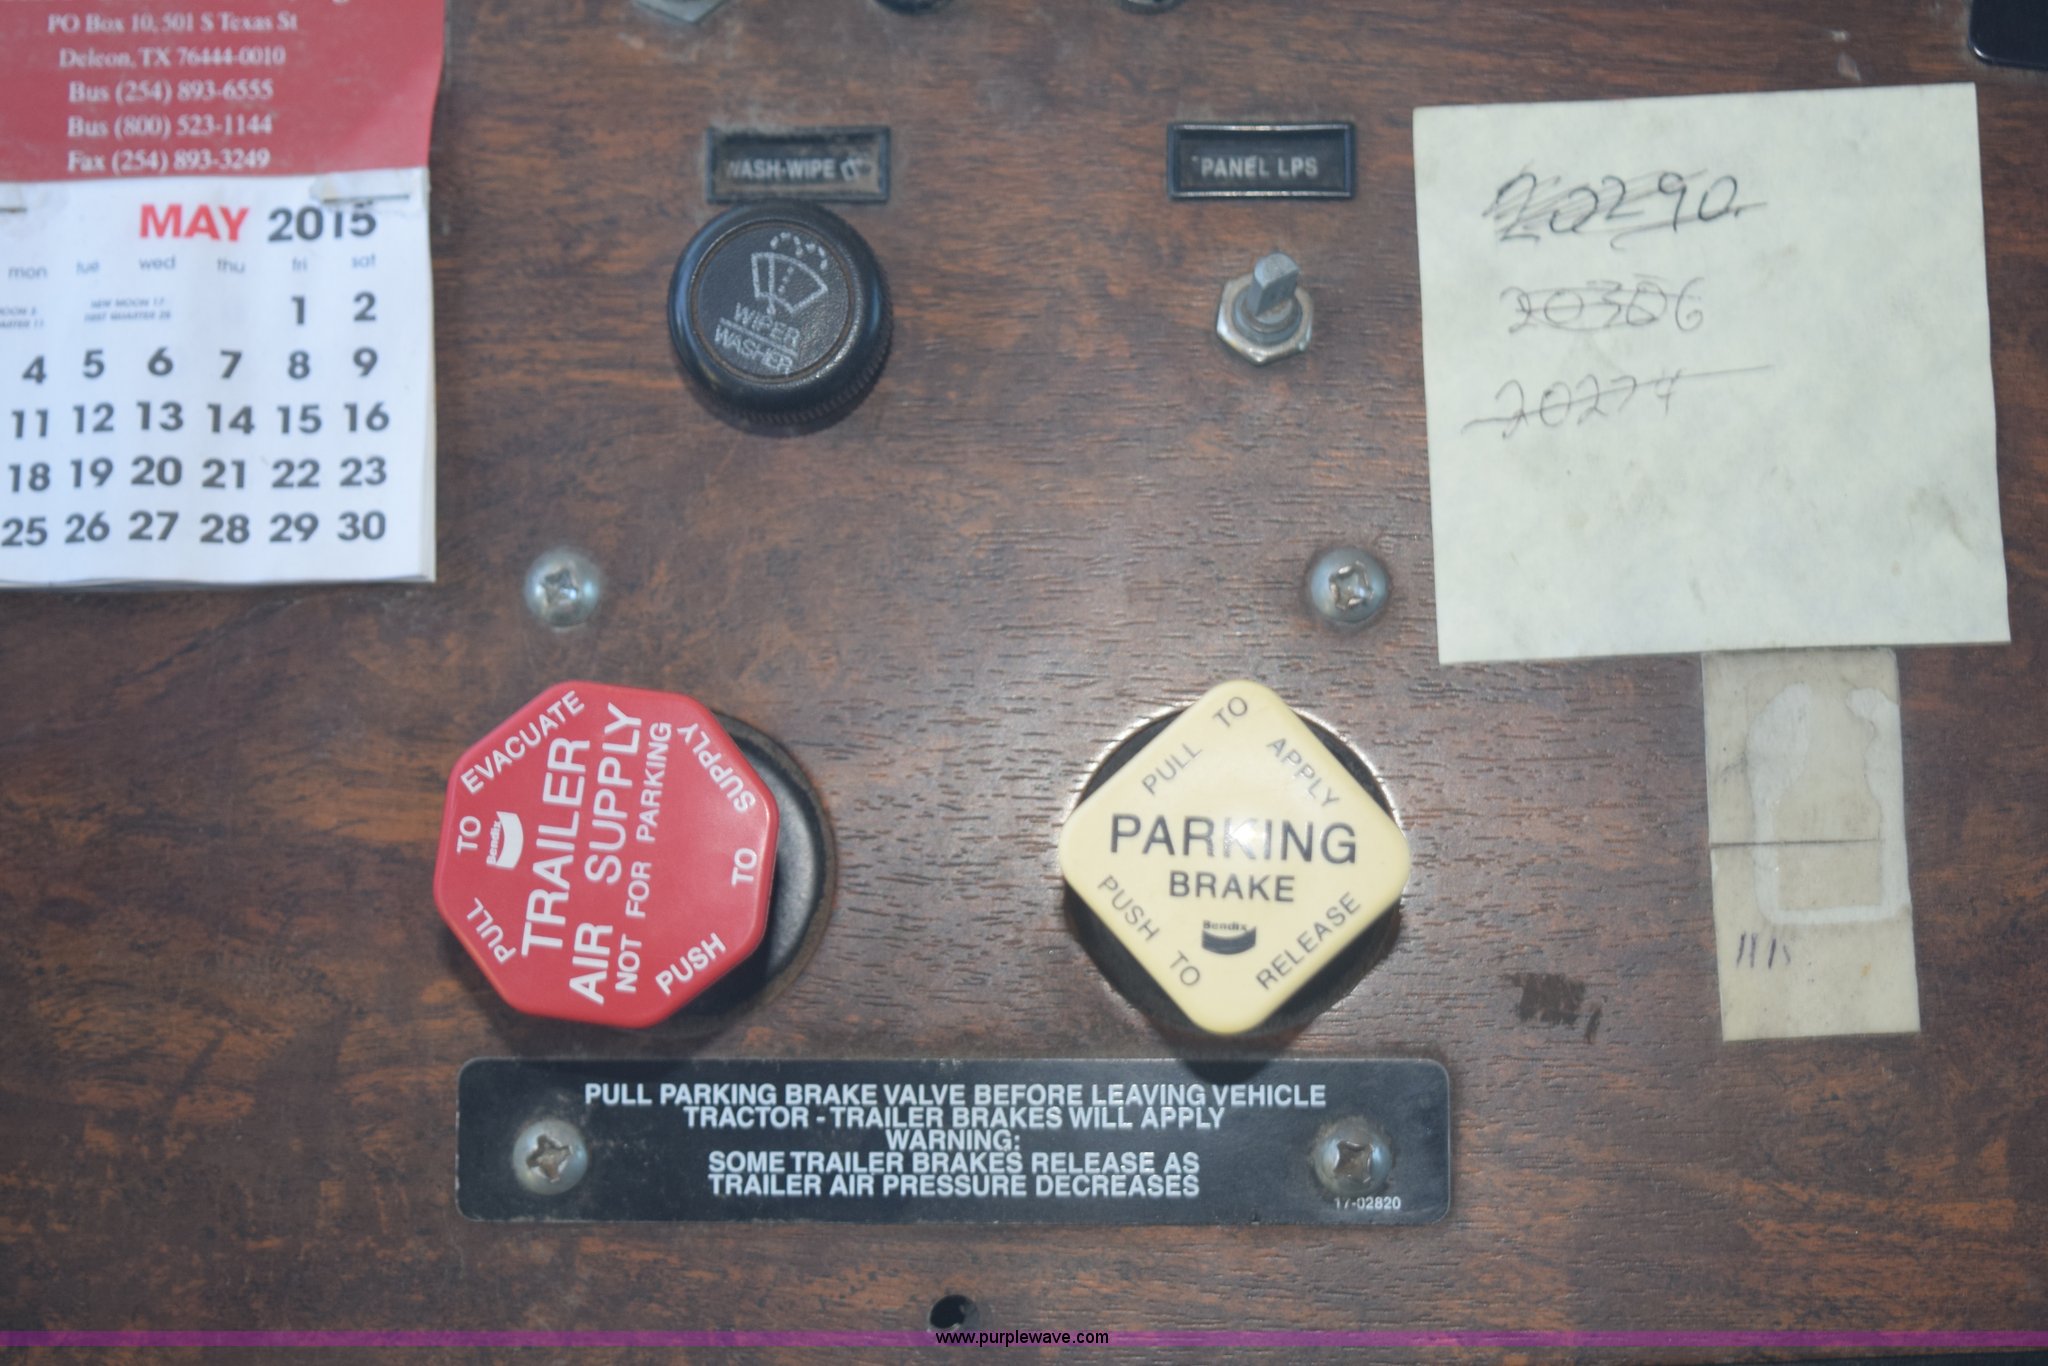 PO Box 10, 501 S Texas St
Deleon, TX 76444-0010
Bus (254) 893-6555
Bus (800) 523-1144
Fax (254) 893-3249
MAY 2015
mon tue wed thu fri sat
NEW MOON 17
FIRST QUARTER 25
1 2
4 5 6 7 8 9
11 12 13 14 15 16
18 19 20 21 22 23
25 26 27 28 29 30
WASH-WIPE
PANEL LPS
WIPER
WASHER
20290
20306
20274
PULL TO EVACUATE
Bendix
TRAILER
AIR SUPPLY
NOT FOR PARKING
PUSH TO SUPPLY
PULL TO APPLY
PARKING
BRAKE
Bendix
PUSH TO RELEASE
PULL PARKING BRAKE VALVE BEFORE LEAVING VEHICLE
TRACTOR - TRAILER BRAKES WILL APPLY
WARNING:
SOME TRAILER BRAKES RELEASE AS
TRAILER AIR PRESSURE DECREASES
17-02820
www.purplewave.com